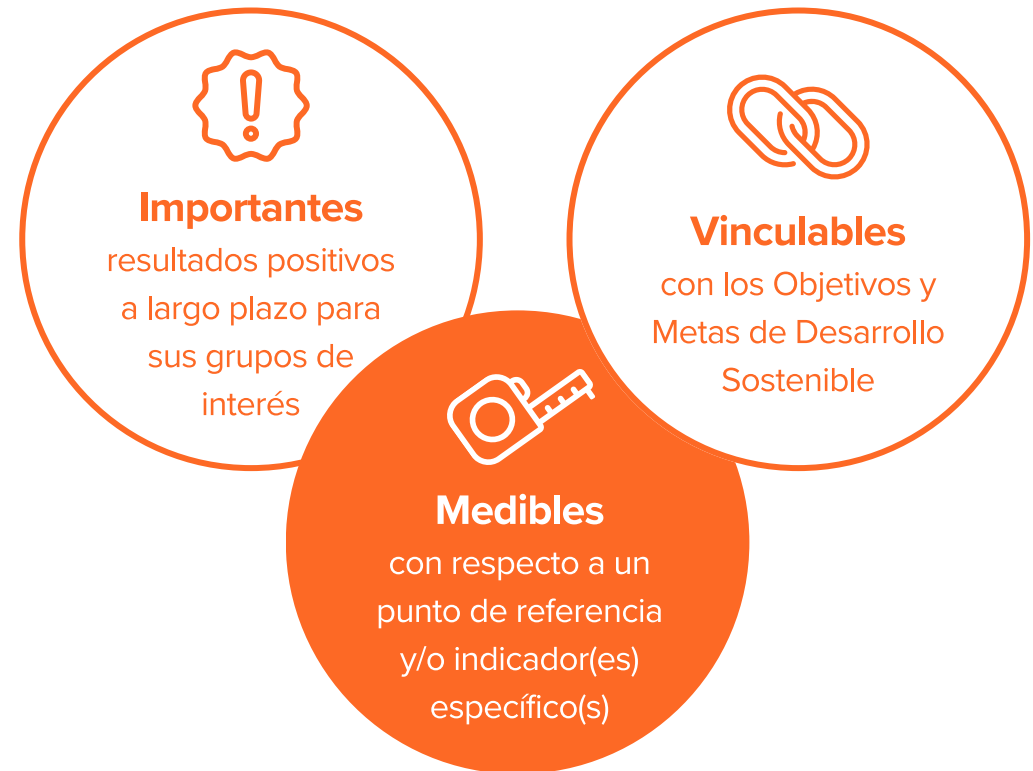 Importantes
resultados positivos
a largo plazo para
sus grupos de
interés
Vinculables
con los Objetivos y
Metas de Desarrollo
Sostenible
Medibles
con respecto a un
punto de referencia
y/o indicador(es)
específico(s)